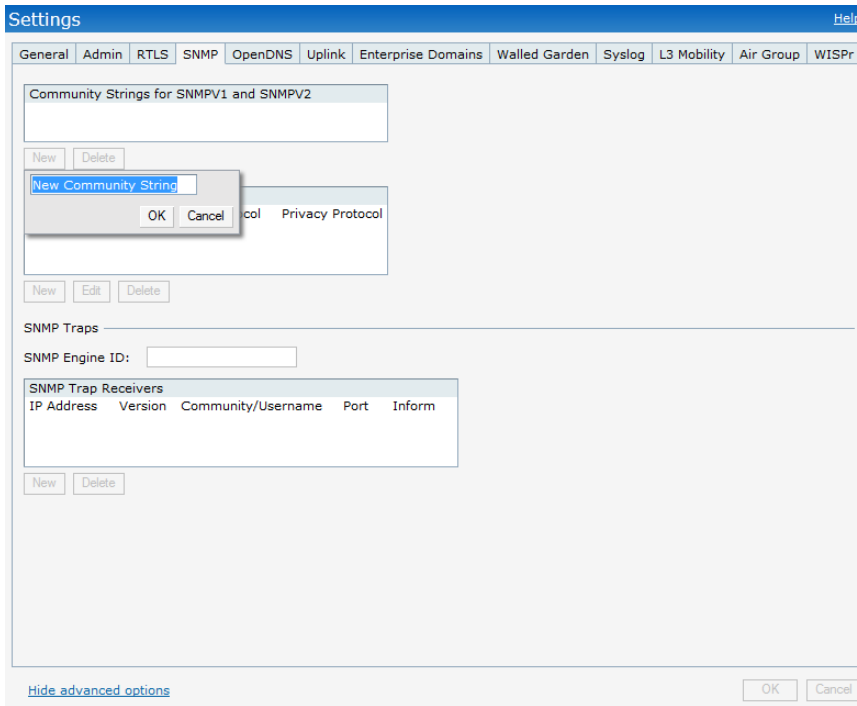 Settings
Help
General Admin RTLS SNMP OpenDNS Uplink Enterprise Domains Walled Garden Syslog L3 Mobility Air Group WISPr
Community Strings for SNMPV1 and SNMPV2
New Delete
New Community String
OK Cancel
Privacy Protocol
New Edit Delete
SNMP Traps
SNMP Engine ID:
SNMP Trap Receivers
IP Address Version Community/Username Port Inform
New Delete
Hide advanced options
OK Cancel